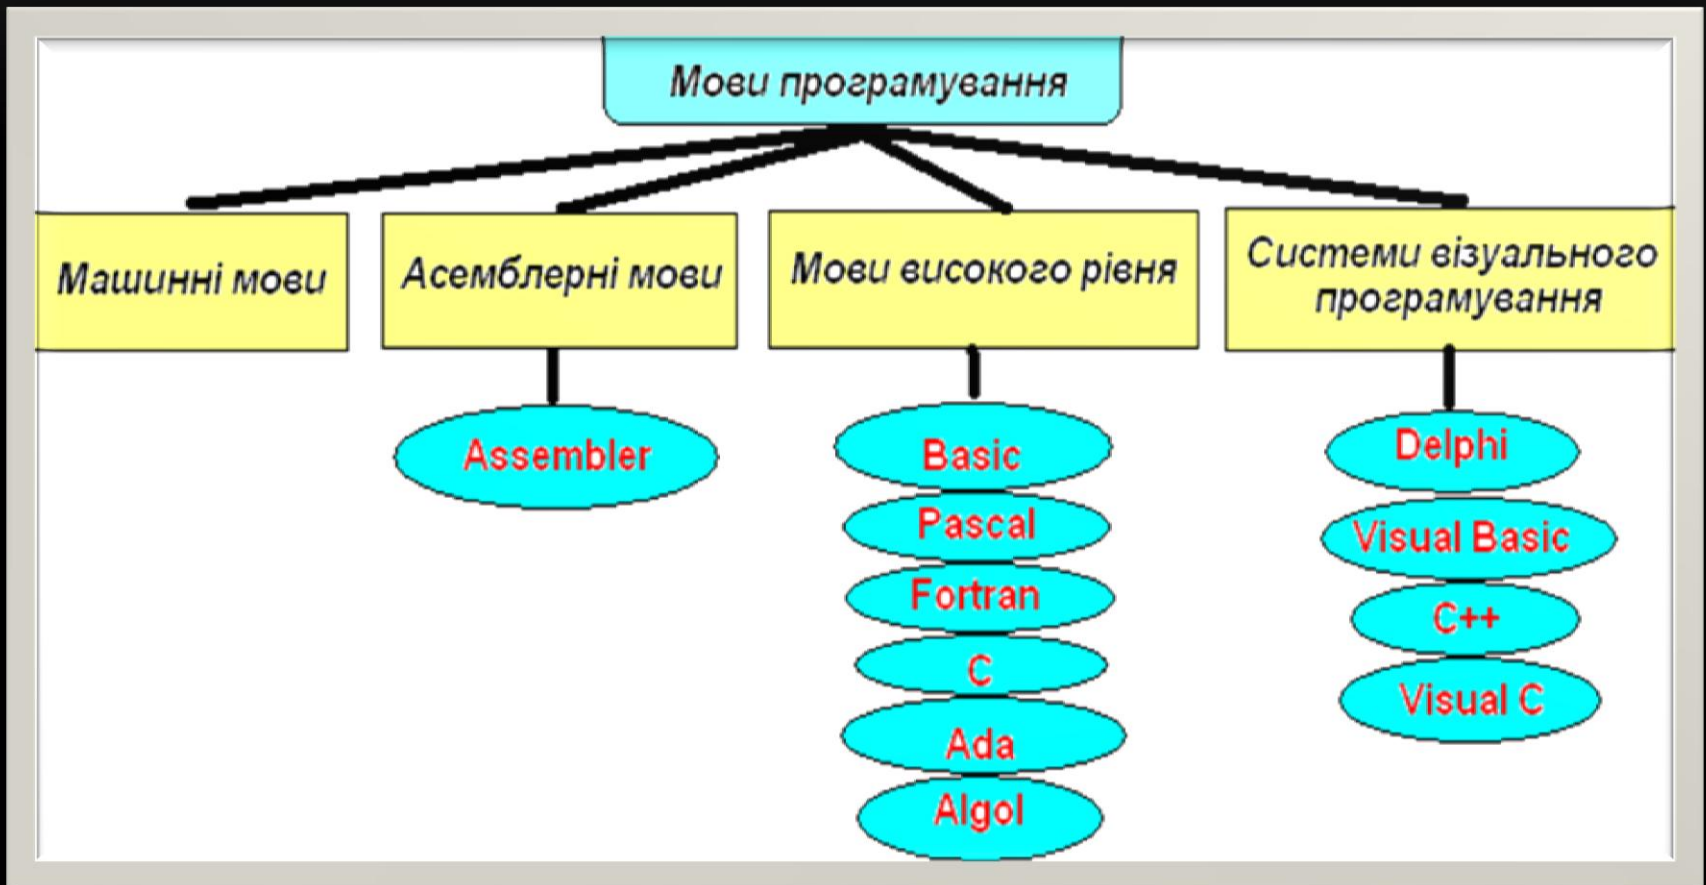 Мови програмування
Машинні мови
Асемблерні мови
Мови високого рівня
Системи візуального
програмування
Assembler
Basic
Pascal
Fortran
C
Ada
Algol
Delphi
Visual Basic
C++
Visual C